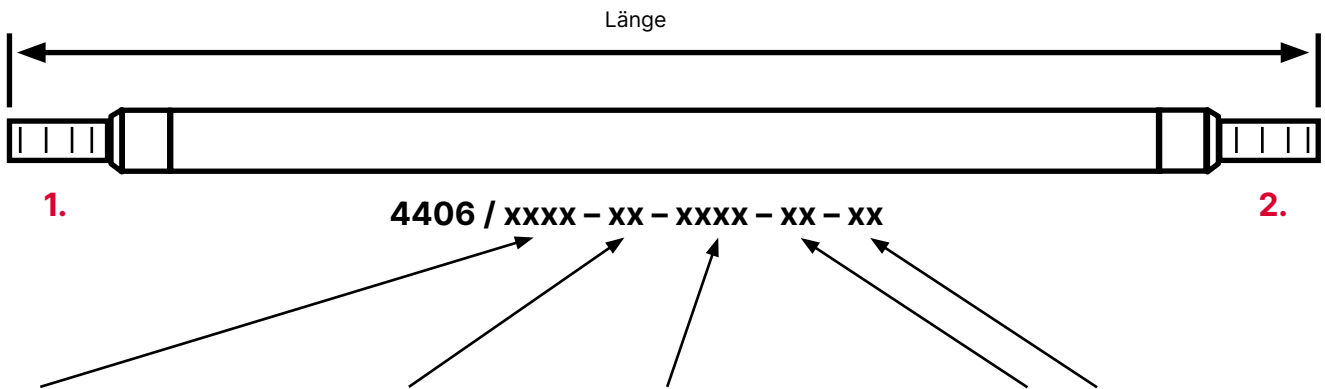 Länge
1. 2.
4406 / xxxx – xx – xxxx – xx – xx